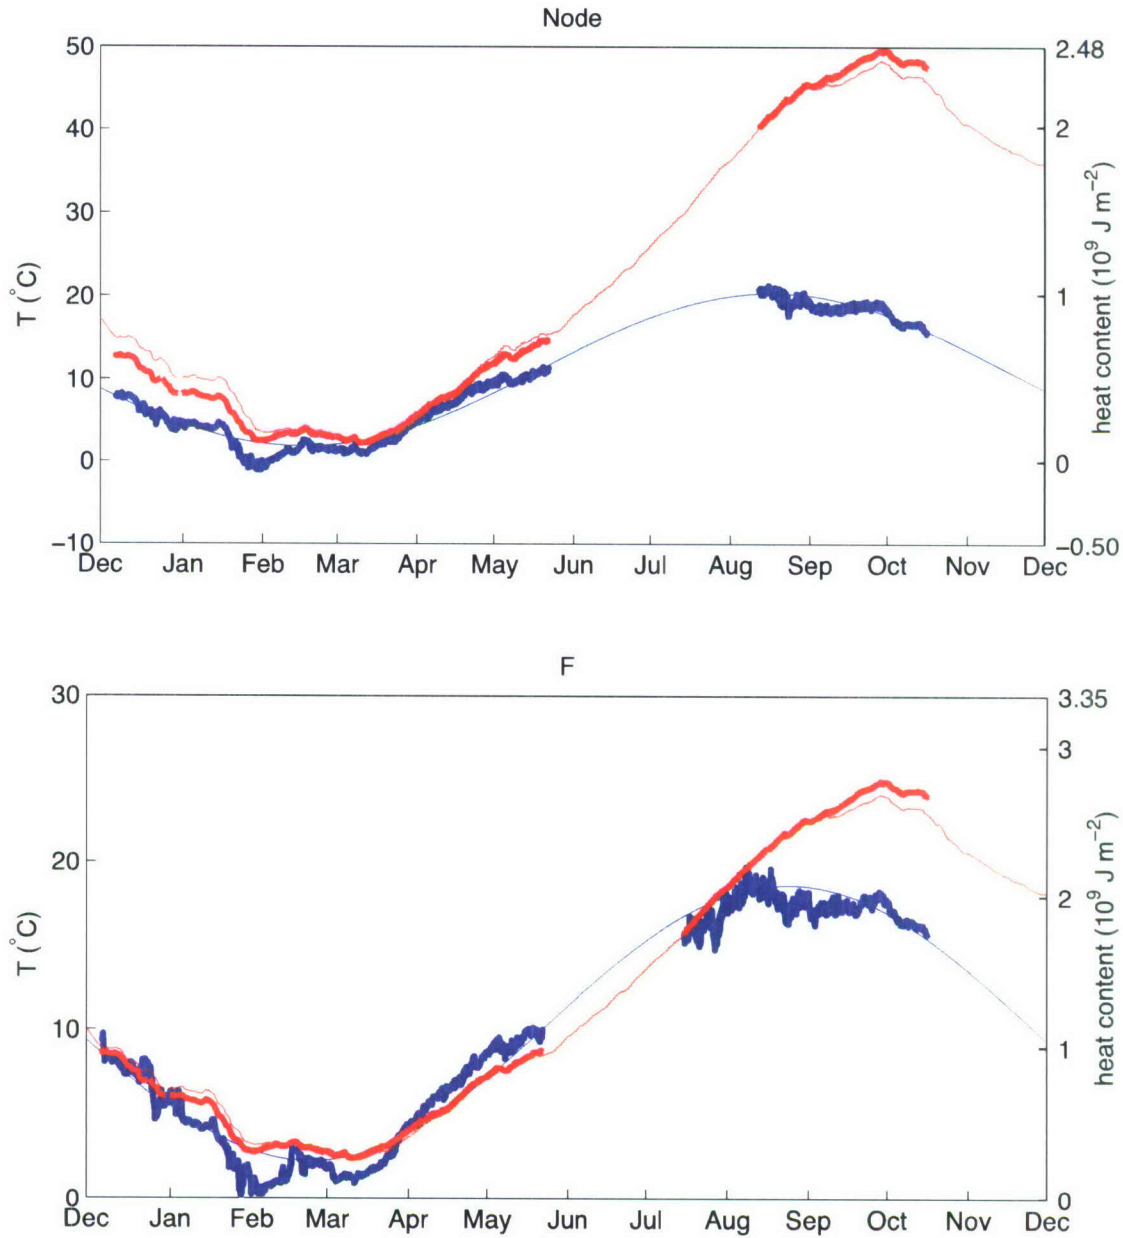 Node
50
40
30
20
10
0
−10
T (°C)
2.48
2
1
0
−0.50
heat content (10⁹ J m⁻²)
Dec Jan Feb Mar Apr May Jun Jul Aug Sep Oct Nov Dec
F
30
20
10
0
T (°C)
3.35
3
2
1
0
heat content (10⁹ J m⁻²)
Dec Jan Feb Mar Apr May Jun Jul Aug Sep Oct Nov Dec